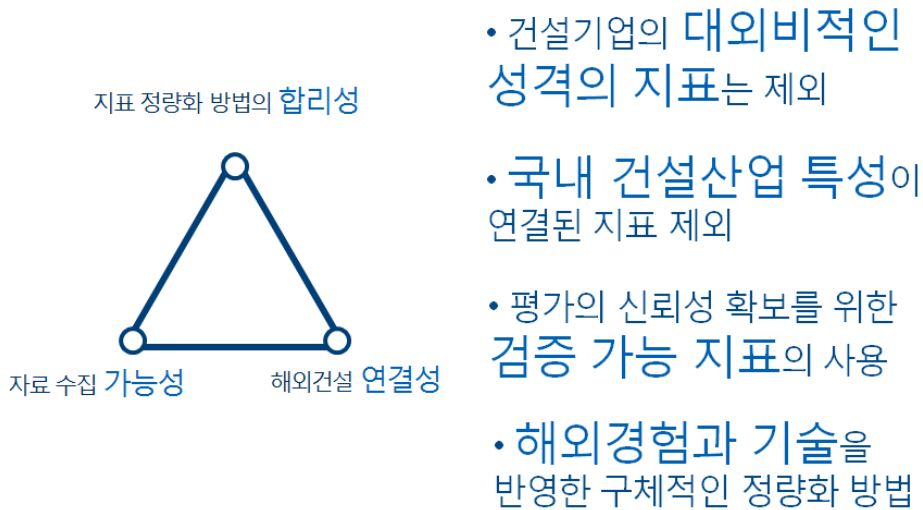 지표 정량화 방법의 합리성
자료 수집 가능성
해외건설 연결성
• 건설기업의 대외비적인
성격의 지표는 제외
• 국내 건설산업 특성이
연결된 지표 제외
• 평가의 신뢰성 확보를 위한
검증 가능 지표의 사용
• 해외경험과 기술을
반영한 구체적인 정량화 방법